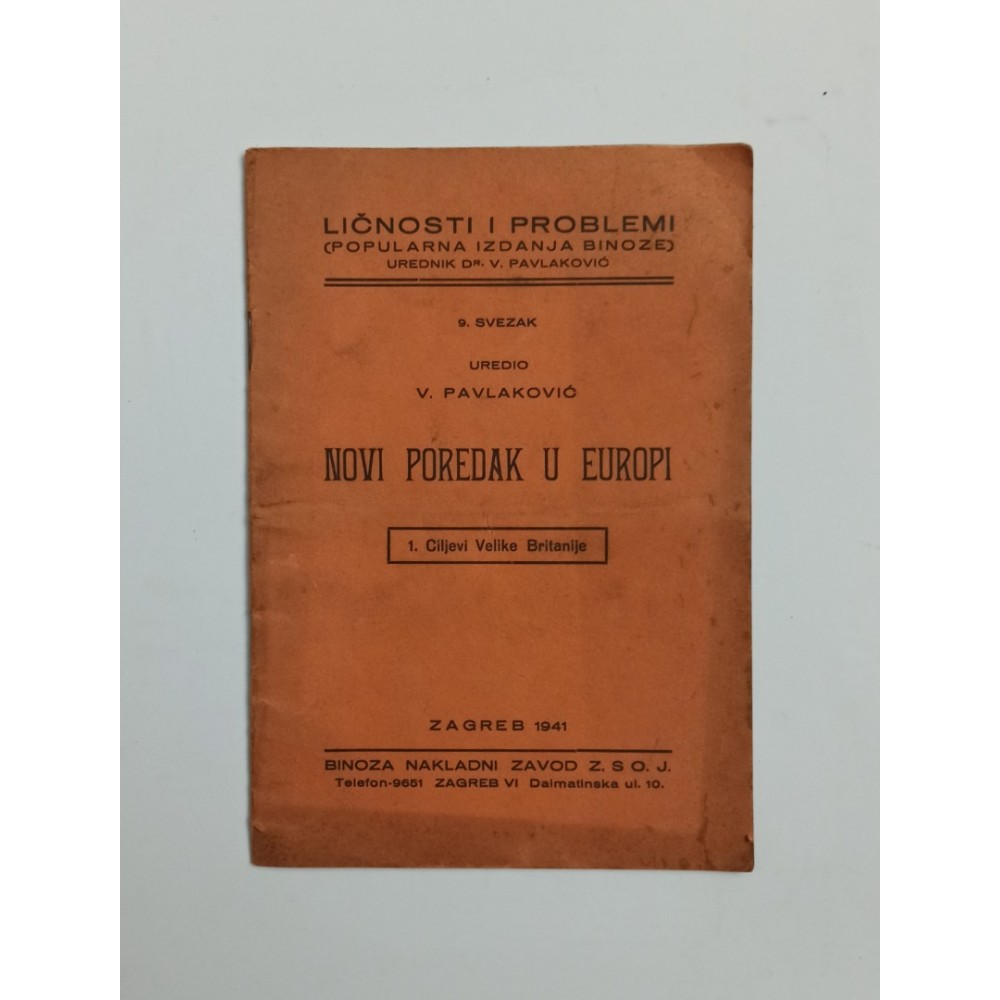 LIČNOSTI I PROBLEMI
(POPULARNA IZDANJA BINOZE)
UREDNIK DR. V. PAVLAKOVIĆ
9. SVEZAK
UREDIO
V. PAVLAKOVIĆ
NOVI POREDAK U EUROPI
1. Ciljevi Velike Britanije
ZAGREB 1941
BINOZA NAKLADNI ZAVOD Z. S O. J.
Telefon-9651 ZAGREB VI Dalmatinska ul. 10.